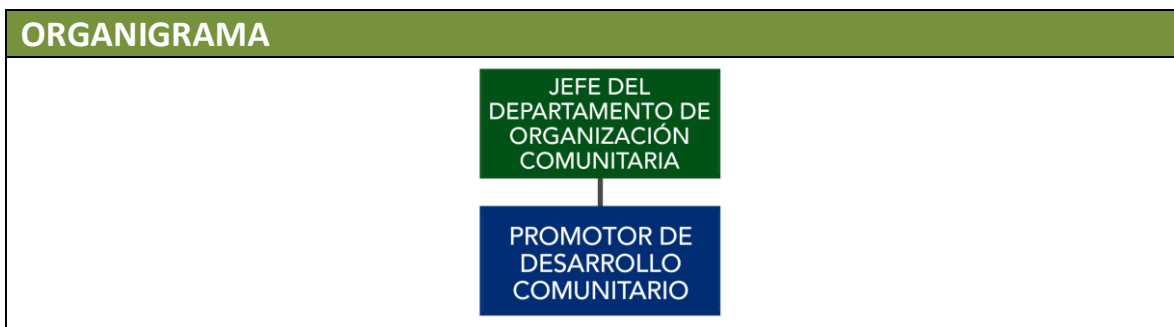 ORGANIGRAMA
JEFE DEL
DEPARTAMENTO DE
ORGANIZACIÓN
COMUNITARIA
PROMOTOR DE
DESARROLLO
COMUNITARIO